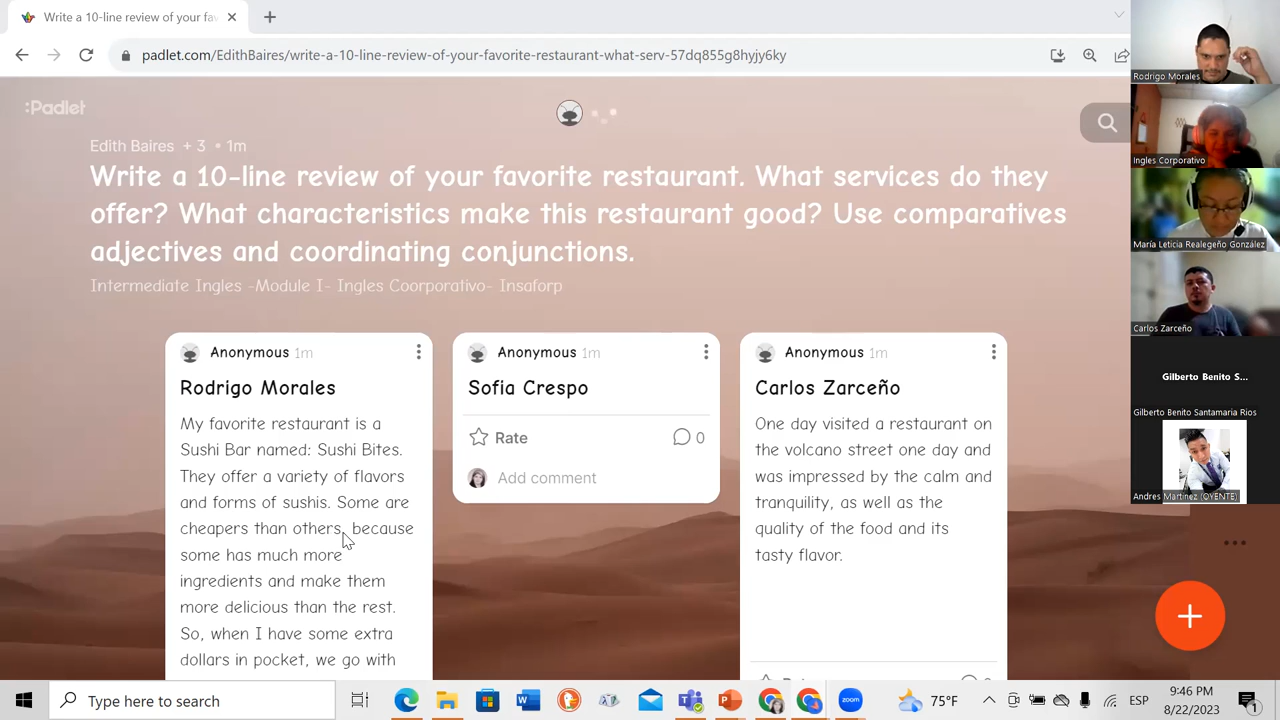 Write a 10-line review of your fav
padlet.com/EdithBaires/write-a-10-line-review-of-your-favorite-restaurant-what-serv-57dq855g8hyjy6ky
:Padlet
Edith Baires + 3 • 1m
Write a 10-line review of your favorite restaurant. What services do they
offer? What characteristics make this restaurant good? Use comparatives
adjectives and coordinating conjunctions.
Intermediate Ingles -Module I- Ingles Coorporativo- Insaforp
Anonymous 1m
Rodrigo Morales
My favorite restaurant is a
Sushi Bar named: Sushi Bites.
They offer a variety of flavors
and forms of sushis. Some are
cheapers than others, because
some has much more
ingredients and make them
more delicious than the rest.
So, when I have some extra
dollars in pocket, we go with
Anonymous 1m
Sofia Crespo
Rate 0
Add comment
Anonymous 1m
Carlos Zarceño
One day visited a restaurant on
the volcano street one day and
was impressed by the calm and
tranquility, as well as the
quality of the food and its
tasty flavor.
Rodrigo Morales
Ingles Corporativo
María Leticia Realegeño González
Carlos Zarceño
Gilberto Benito S...
Gilberto Benito Santamaria Rios
Andres Martinez (OYENTE)
Type here to search
zoom
75°F
ESP
9:46 PM
8/22/2023
1